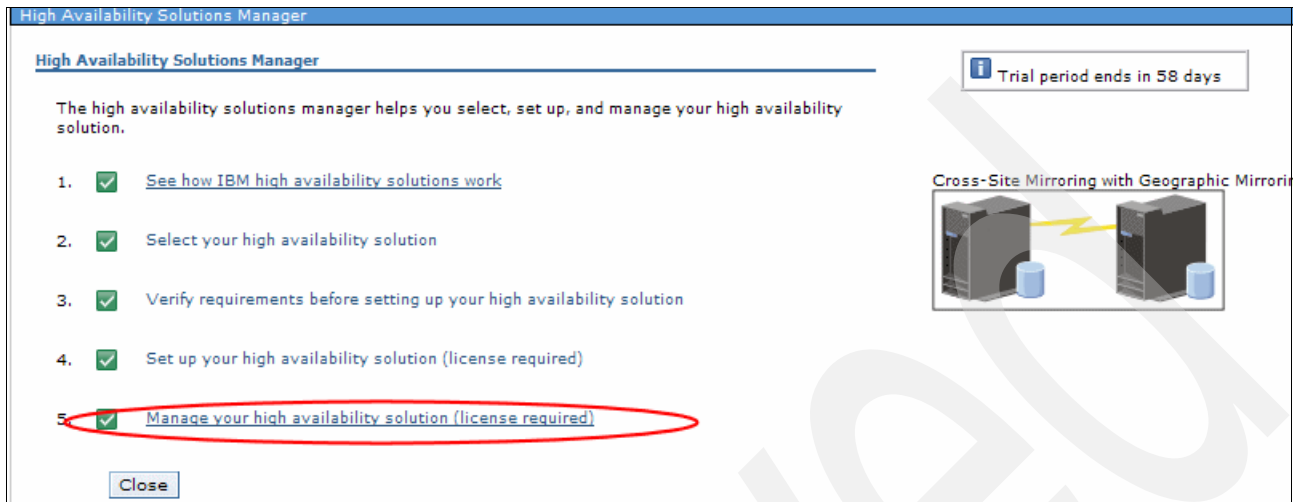 High Availability Solutions Manager
High Availability Solutions Manager
Trial period ends in 58 days
The high availability solutions manager helps you select, set up, and manage your high availability
solution.
1. See how IBM high availability solutions work
Cross-Site Mirroring with Geographic Mirrorin
2. Select your high availability solution
3. Verify requirements before setting up your high availability solution
4. Set up your high availability solution (license required)
5. Manage your high availability solution (license required)
Close